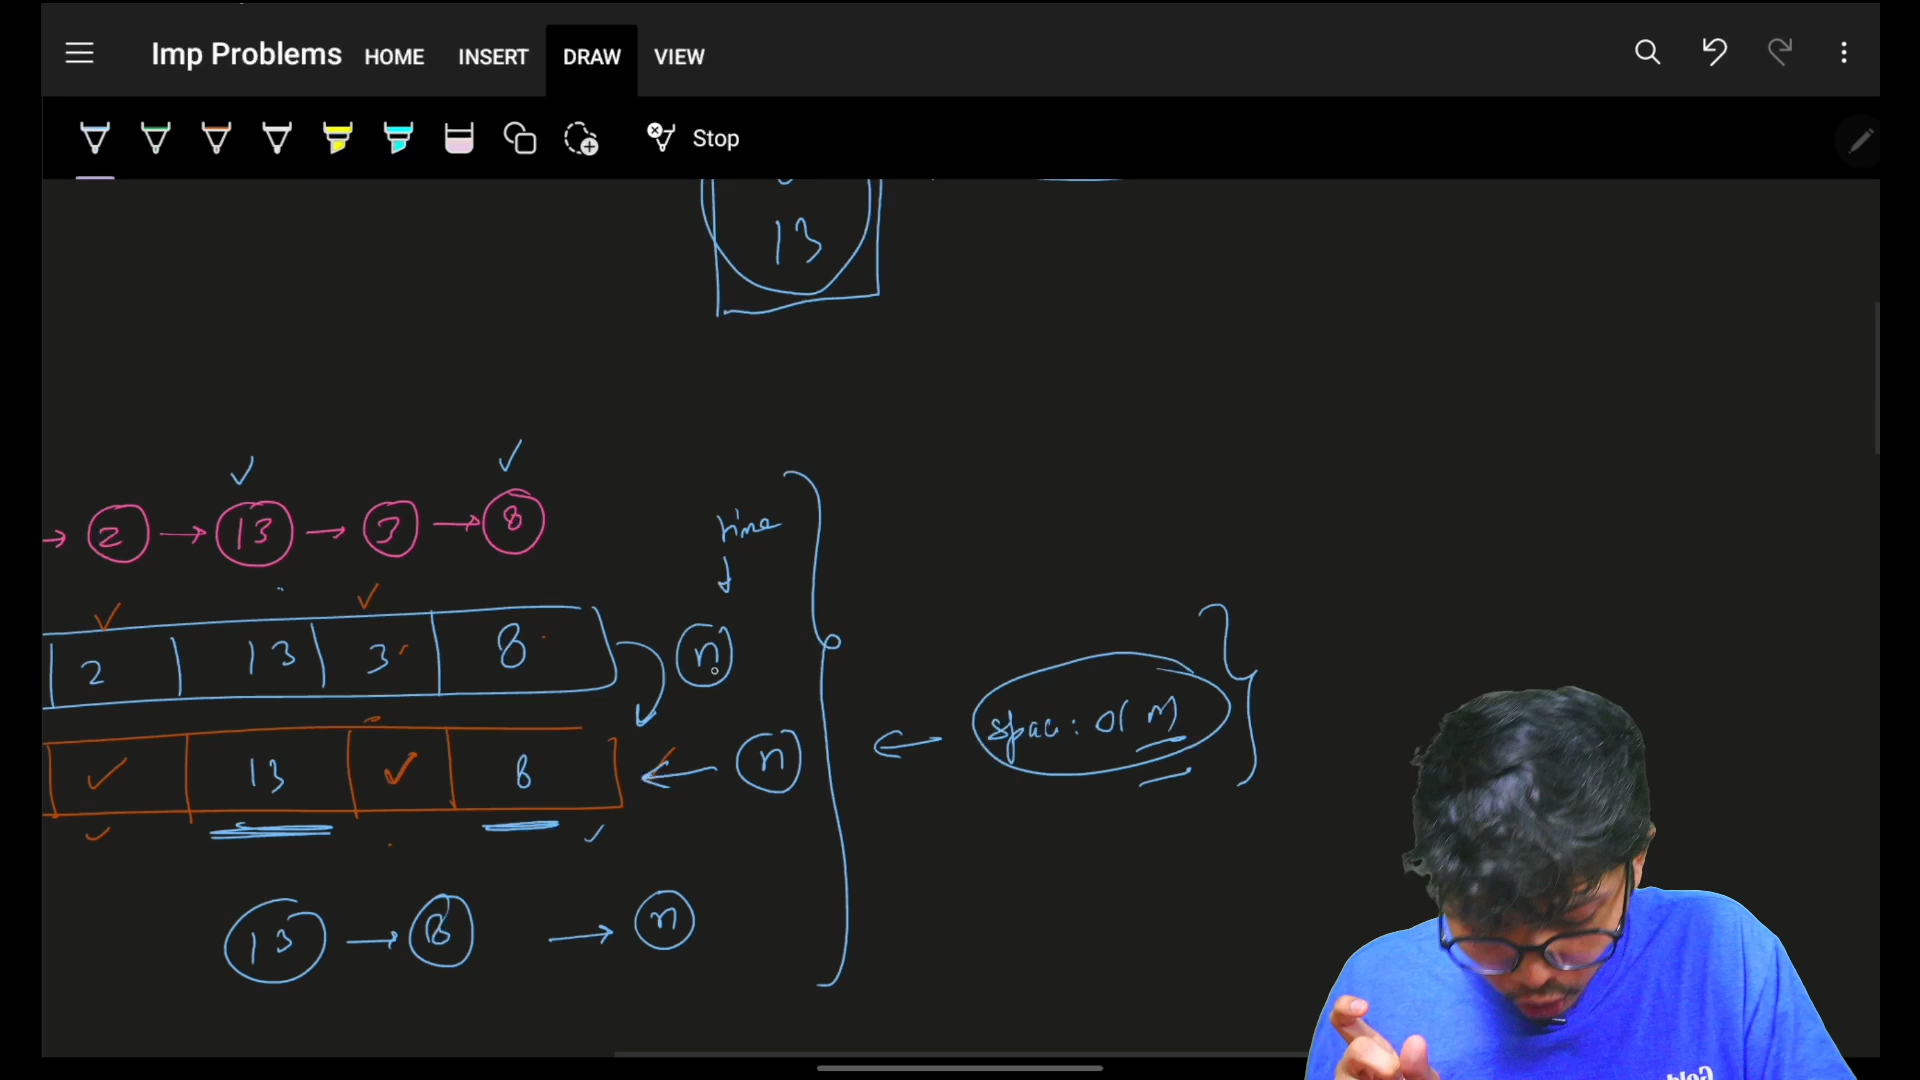 Imp Problems HOME INSERT DRAW VIEW
Stop
13
2 → 13 → 3 → 8
time
2 | 13 | 3 | 8
n
13 8
n
space: O( n)
13 → 8 → n